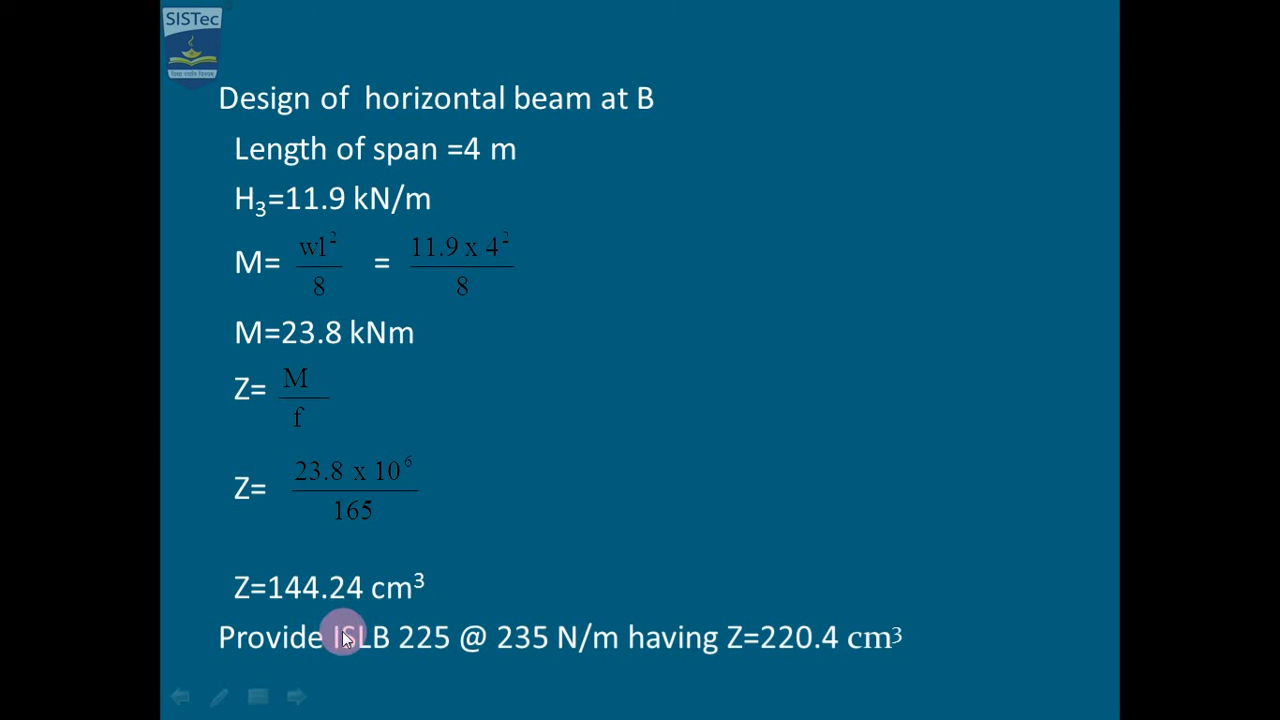 SISTec
विद्या परमं दैवतम्
Design of horizontal beam at B
Length of span =4 m
H₃=11.9 kN/m
M= wl²/8 = 11.9 x 4²/8
M=23.8 kNm
Z= M/f
Z= 23.8 x 10⁶/165
Z=144.24 cm³
Provide ISLB 225 @ 235 N/m having Z=220.4 cm³